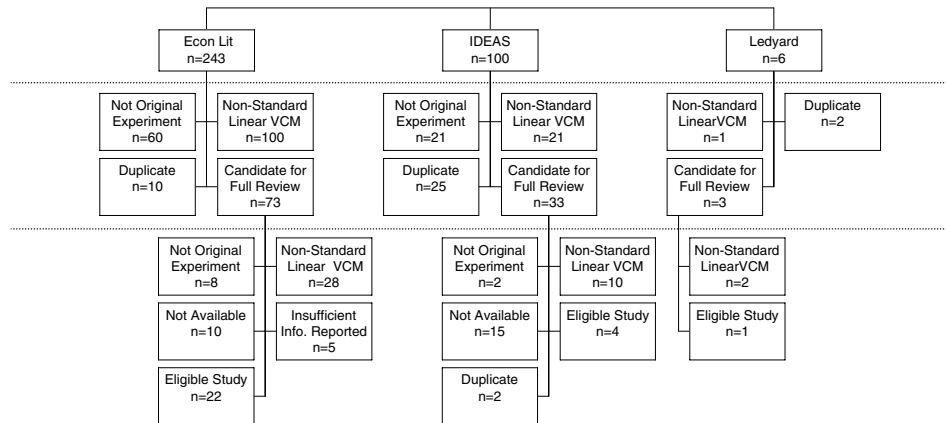 Econ Lit
n=243
IDEAS
n=100
Ledyard
n=6
Not Original
Experiment
n=60
Non-Standard
Linear VCM
n=100
Duplicate
n=10
Candidate for
Full Review
n=73
Not Original
Experiment
n=21
Non-Standard
Linear VCM
n=21
Duplicate
n=25
Candidate for
Full Review
n=33
Non-Standard
LinearVCM
n=1
Duplicate
n=2
Candidate for
Full Review
n=3
Not Original
Experiment
n=8
Non-Standard
Linear VCM
n=28
Not Available
n=10
Insufficient
Info. Reported
n=5
Eligible Study
n=22
Not Original
Experiment
n=2
Non-Standard
Linear VCM
n=10
Not Available
n=15
Eligible Study
n=4
Duplicate
n=2
Non-Standard
LinearVCM
n=2
Eligible Study
n=1